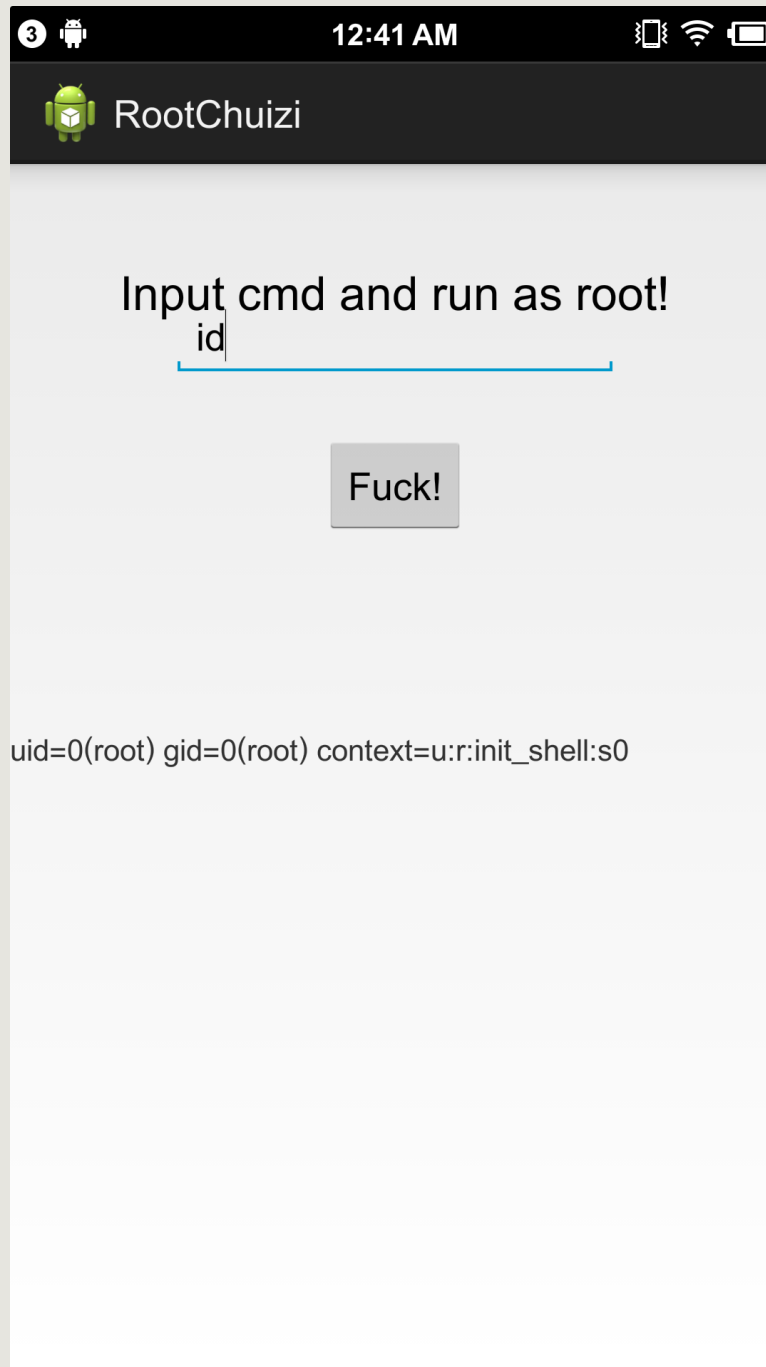 3
12:41 AM
RootChuizi
Input cmd and run as root!
id
Fuck!
uid=0(root) gid=0(root) context=u:r:init_shell:s0